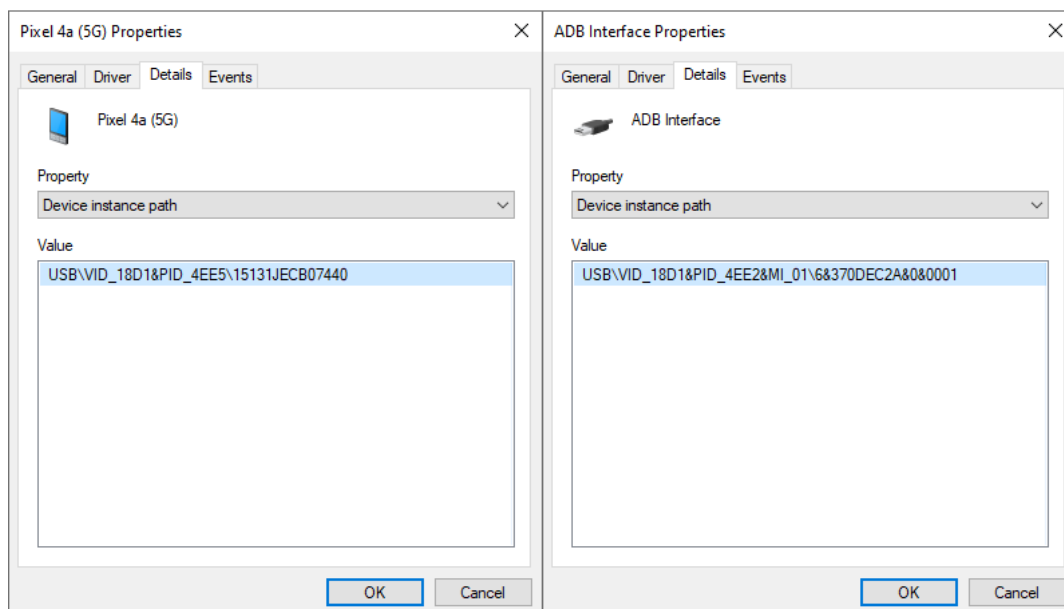 Pixel 4a (5G) Properties
General Driver Details Events
Pixel 4a (5G)
Property
Device instance path
Value
USB\VID_18D1&PID_4EE5\15131JECB07440
OK Cancel
ADB Interface Properties
General Driver Details Events
ADB Interface
Property
Device instance path
Value
USB\VID_18D1&PID_4EE2&MI_01\6&370DEC2A&0&0001
OK Cancel